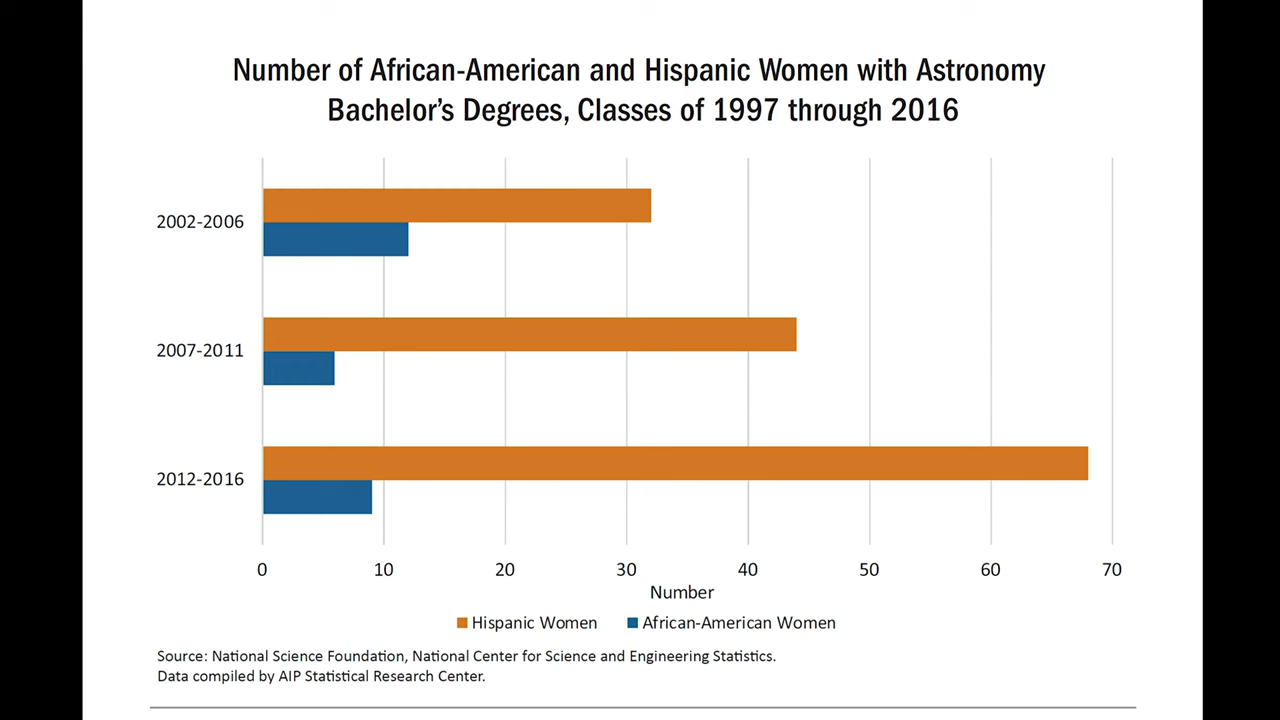 Number of African-American and Hispanic Women with Astronomy
Bachelor’s Degrees, Classes of 1997 through 2016
2002-2006
2007-2011
2012-2016
0 10 20 30 40 50 60 70
Number
Hispanic Women African-American Women
Source: National Science Foundation, National Center for Science and Engineering Statistics.
Data compiled by AIP Statistical Research Center.